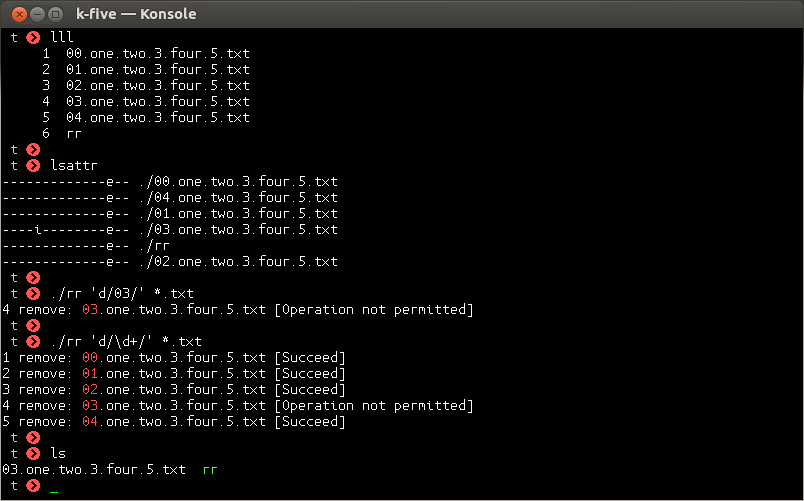 k-five — Konsole
t ❯ lll
1 00.one.two.3.four.5.txt
2 01.one.two.3.four.5.txt
3 02.one.two.3.four.5.txt
4 03.one.two.3.four.5.txt
5 04.one.two.3.four.5.txt
6 rr
t ❯
t ❯ lsattr
-------------e-- ./00.one.two.3.four.5.txt
-------------e-- ./04.one.two.3.four.5.txt
-------------e-- ./01.one.two.3.four.5.txt
----i--------e-- ./03.one.two.3.four.5.txt
-------------e-- ./rr
-------------e-- ./02.one.two.3.four.5.txt
t ❯
t ❯ ./rr 'd/03/' *.txt
4 remove: 03.one.two.3.four.5.txt [Operation not permitted]
t ❯
t ❯ ./rr 'd/\d+/' *.txt
1 remove: 00.one.two.3.four.5.txt [Succeed]
2 remove: 01.one.two.3.four.5.txt [Succeed]
3 remove: 02.one.two.3.four.5.txt [Succeed]
4 remove: 03.one.two.3.four.5.txt [Operation not permitted]
5 remove: 04.one.two.3.four.5.txt [Succeed]
t ❯
t ❯ ls
03.one.two.3.four.5.txt  rr
t ❯ _